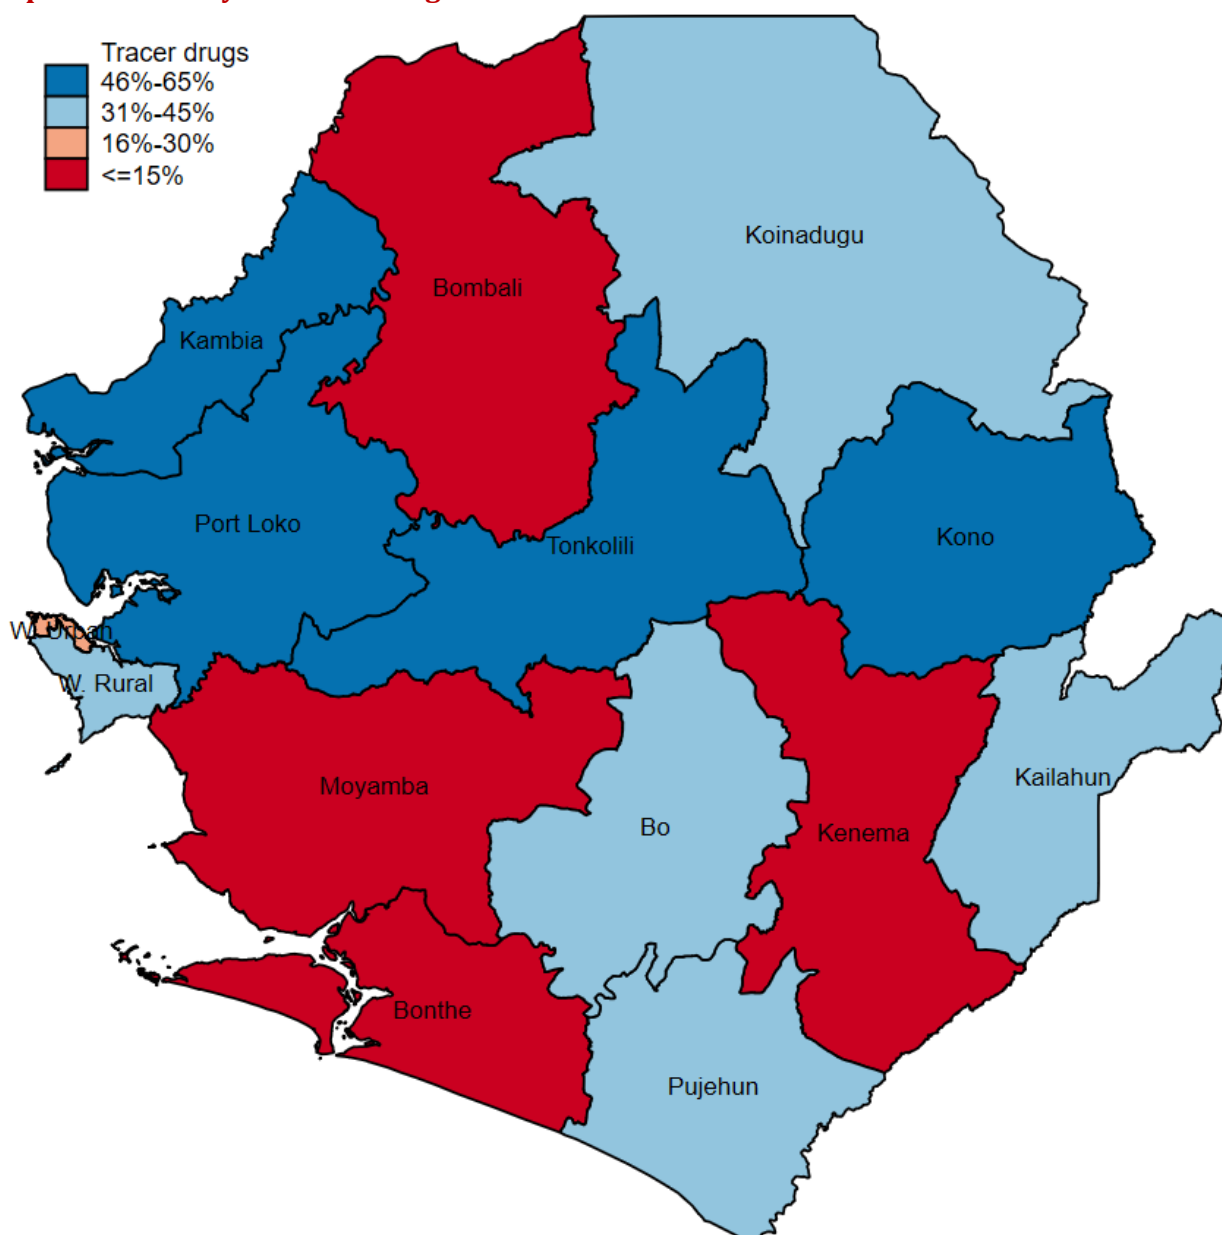 Tracer drugs
46%-65%
31%-45%
16%-30%
<=15%
Koinadugu
Bombali
Kambia
Port Loko
Tonkolili
Kono
W. Urban
W. Rural
Kailahun
Moyamba
Bo
Kenema
Bonthe
Pujehun